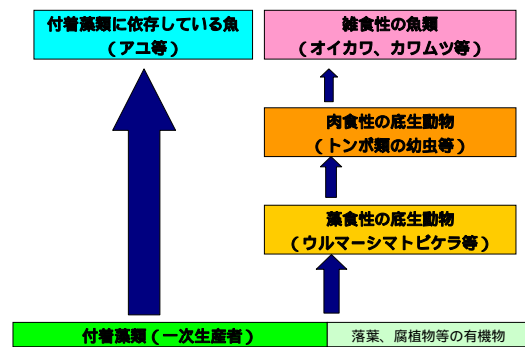 付着藻類に依存している魚
（アユ等）
雑食性の魚類
（オイカワ、カワムツ等）
肉食性の底生動物
（トンボ類の幼虫等）
藻食性の底生動物
（ウルマーシマトビケラ等）
付着藻類（一次生産者）
落葉、腐植物等の有機物